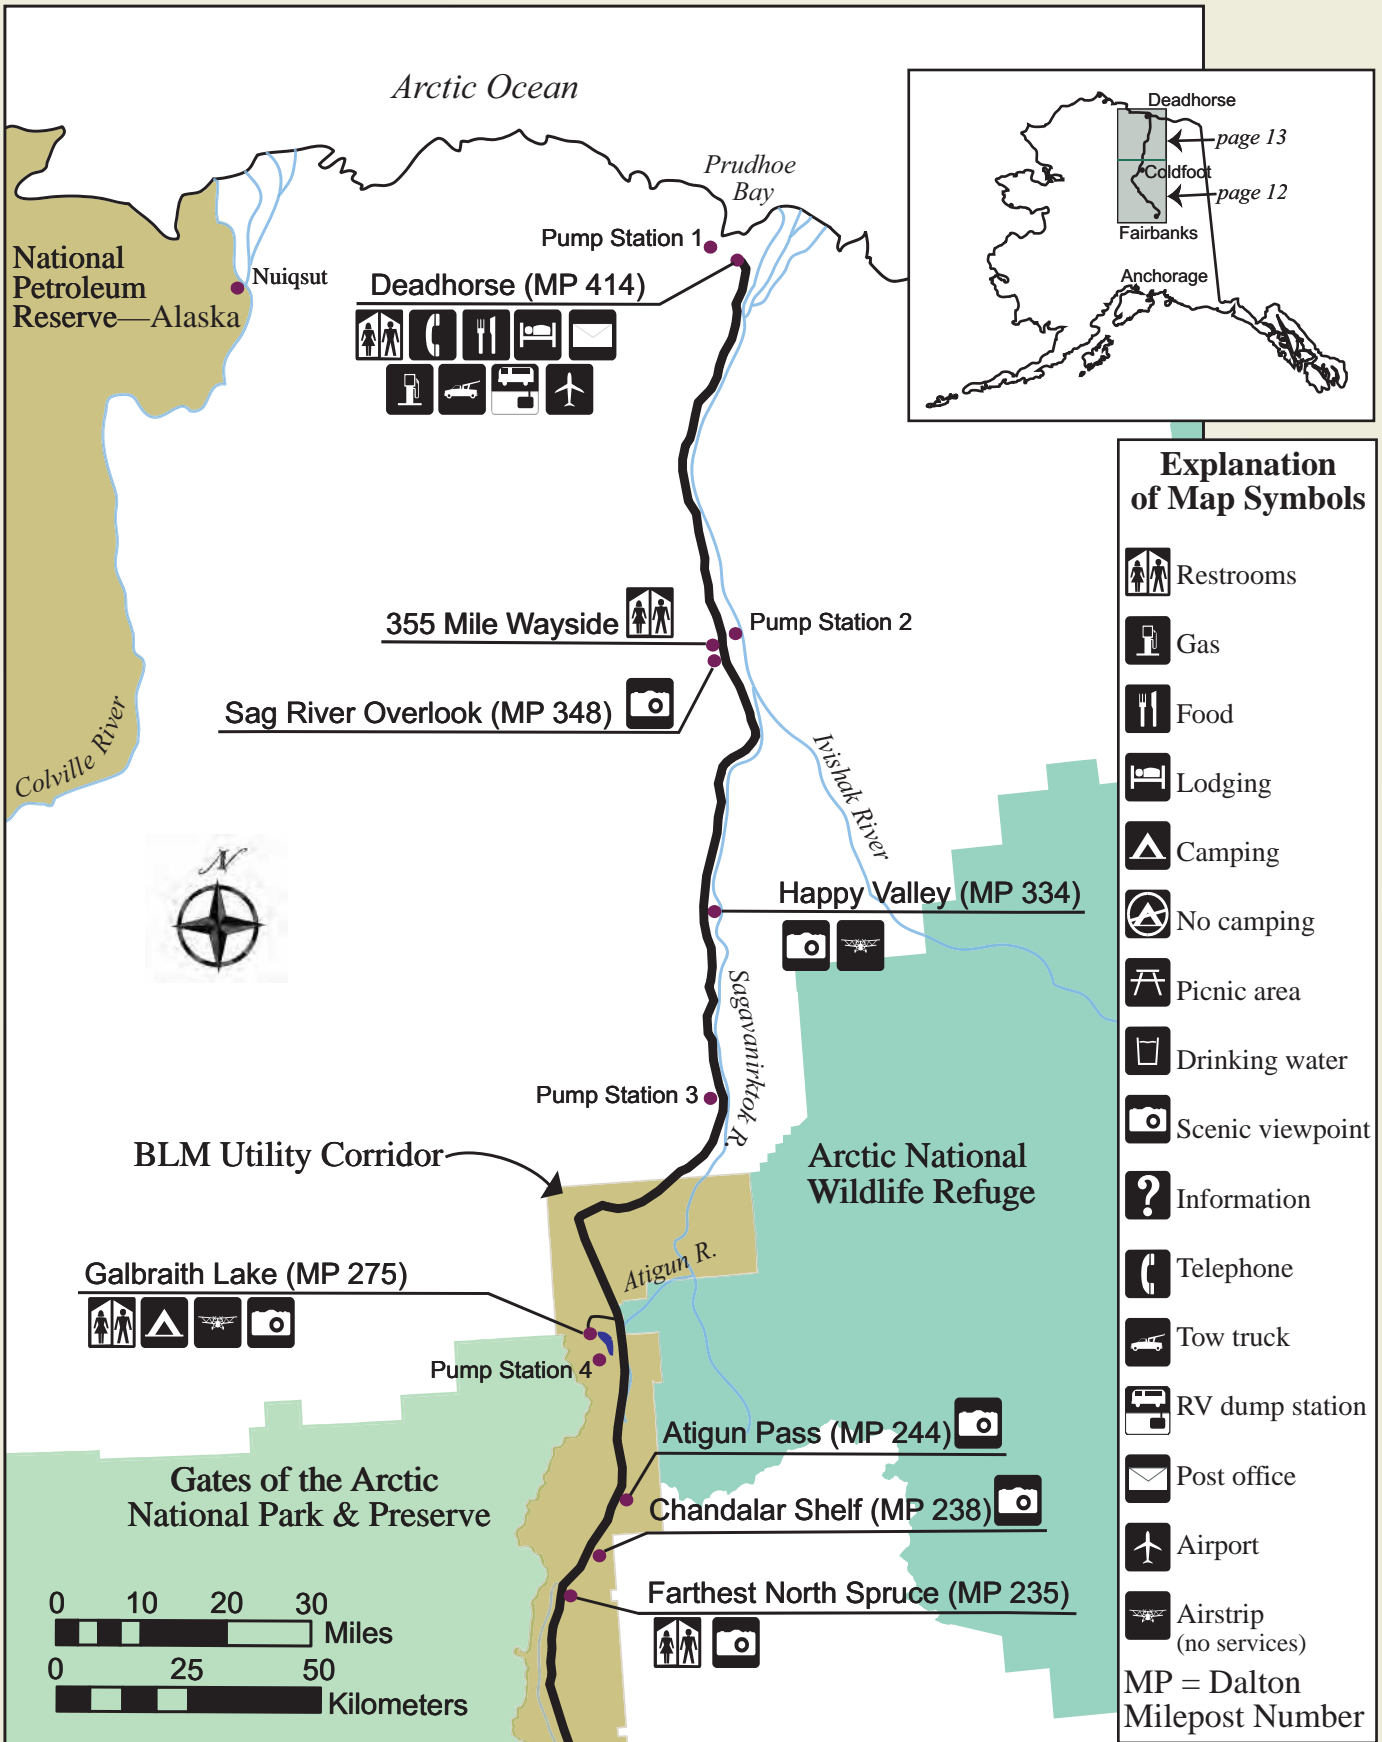 Arctic Ocean
Prudhoe
Bay
Pump Station 1
Deadhorse (MP 414)
National
Petroleum
Reserve—Alaska
Nuiqsut
Deadhorse
page 13
Coldfoot
page 12
Fairbanks
Anchorage
355 Mile Wayside
Pump Station 2
Sag River Overlook (MP 348)
Colville River
Ivishak River
N
Happy Valley (MP 334)
Sagavanirktok R.
Pump Station 3
BLM Utility Corridor
Arctic National
Wildlife Refuge
Atigun R.
Galbraith Lake (MP 275)
Pump Station 4
Atigun Pass (MP 244)
Gates of the Arctic
National Park & Preserve
Chandalar Shelf (MP 238)
Farthest North Spruce (MP 235)
0 10 20 30
Miles
0 25 50
Kilometers
Explanation
of Map Symbols
Restrooms
Gas
Food
Lodging
Camping
No camping
Picnic area
Drinking water
Scenic viewpoint
?
Information
Telephone
Tow truck
RV dump station
Post office
Airport
Airstrip
(no services)
MP = Dalton
Milepost Number